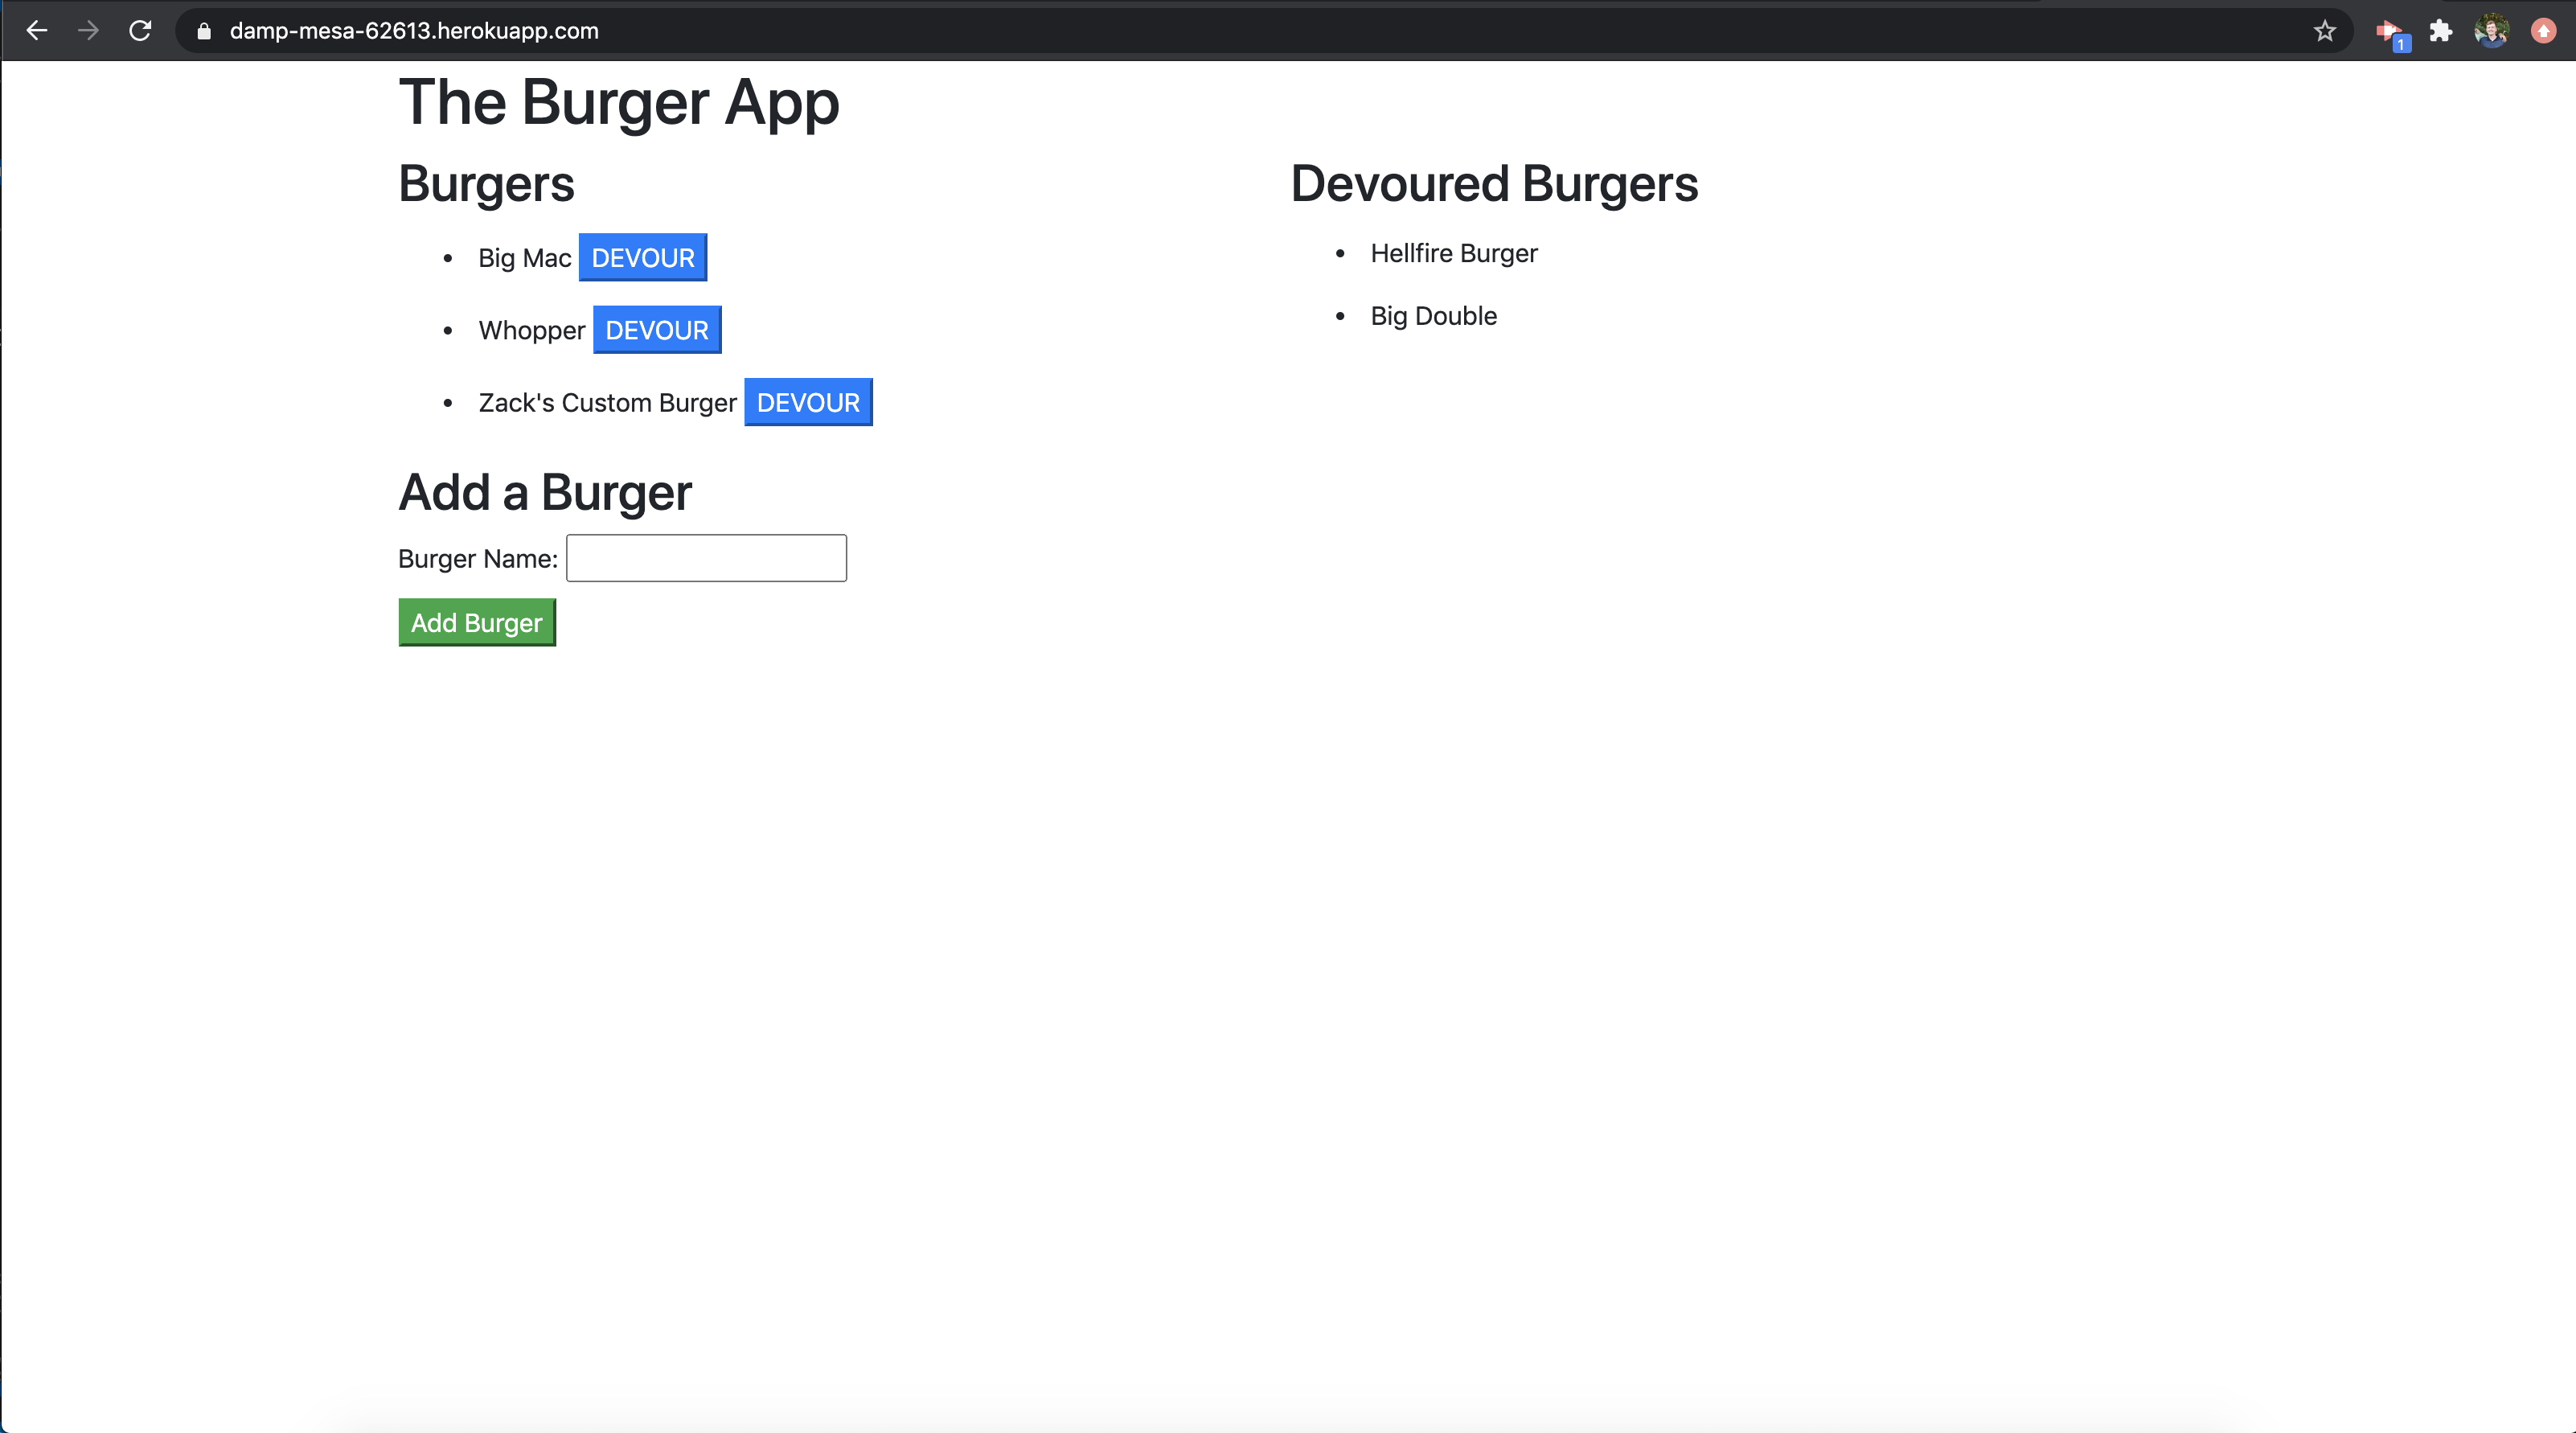 damp-mesa-62613.herokuapp.com
1
The Burger App
Burgers
• Big Mac DEVOUR
• Whopper DEVOUR
• Zack's Custom Burger DEVOUR
Add a Burger
Burger Name:
Add Burger
Devoured Burgers
• Hellfire Burger
• Big Double